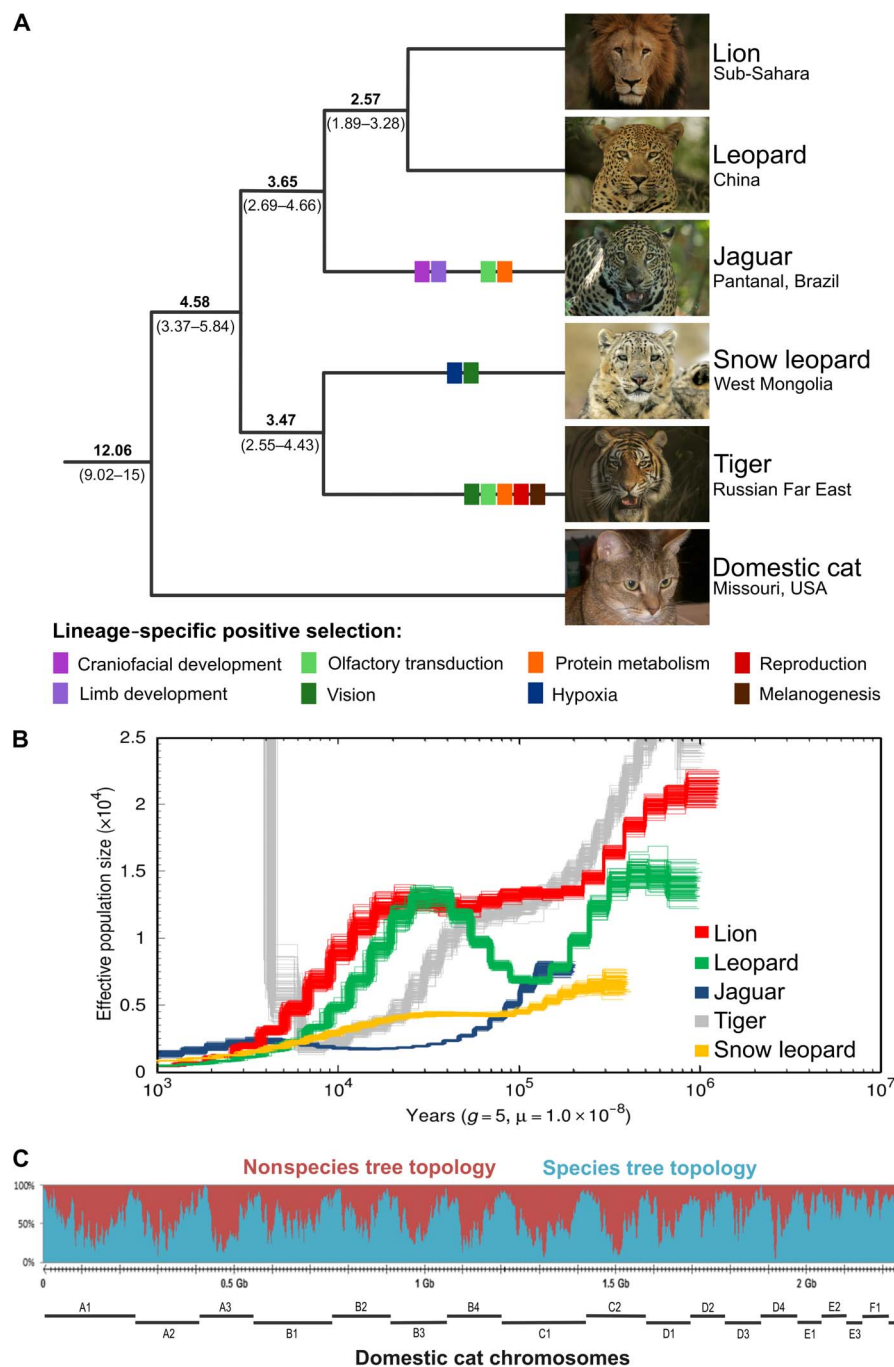 A
Lion
Sub-Sahara
2.57
(1.89–3.28)
Leopard
China
3.65
(2.69–4.66)
Jaguar
Pantanal, Brazil
4.58
(3.37–5.84)
Snow leopard
West Mongolia
3.47
(2.55–4.43)
12.06
(9.02–15)
Tiger
Russian Far East
Domestic cat
Missouri, USA
Lineage-specific positive selection:
Craniofacial development
Olfactory transduction
Protein metabolism
Reproduction
Limb development
Vision
Hypoxia
Melanogenesis
B
Effective population size (×10⁴)
2.5
2
1.5
1
0.5
0
Lion
Leopard
Jaguar
Tiger
Snow leopard
10³ 10⁴ 10⁵ 10⁶ 10⁷
Years (g = 5, μ = 1.0 × 10⁻⁸)
C
Nonspecies tree topology Species tree topology
100%
50%
0%
0 0.5 Gb 1 Gb 1.5 Gb 2 Gb
A1 A3 B2 B4 C2 D2 D4 E2 F1
A2 B1 B3 C1 D1 D3 E1 E3
Domestic cat chromosomes